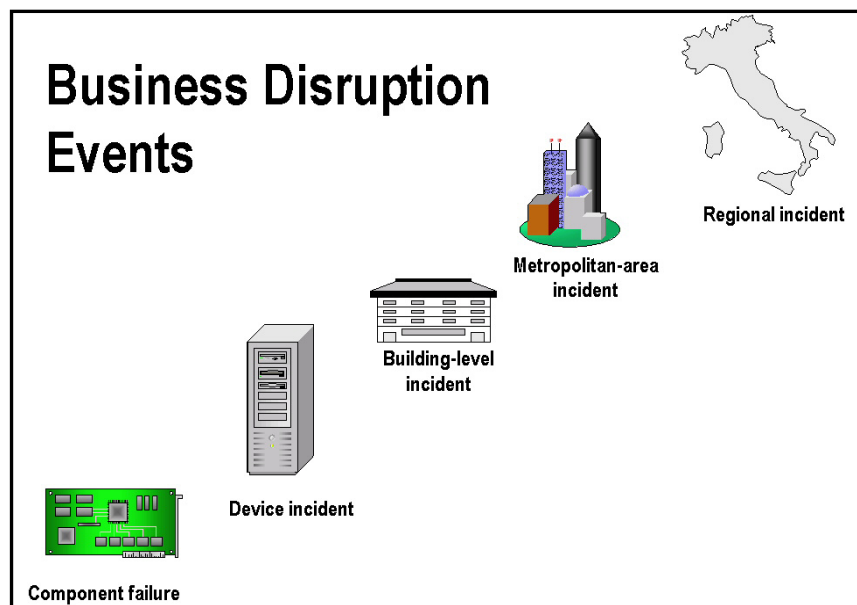 Business Disruption
Events
Regional incident
Metropolitan-area
incident
Building-level
incident
Device incident
Component failure